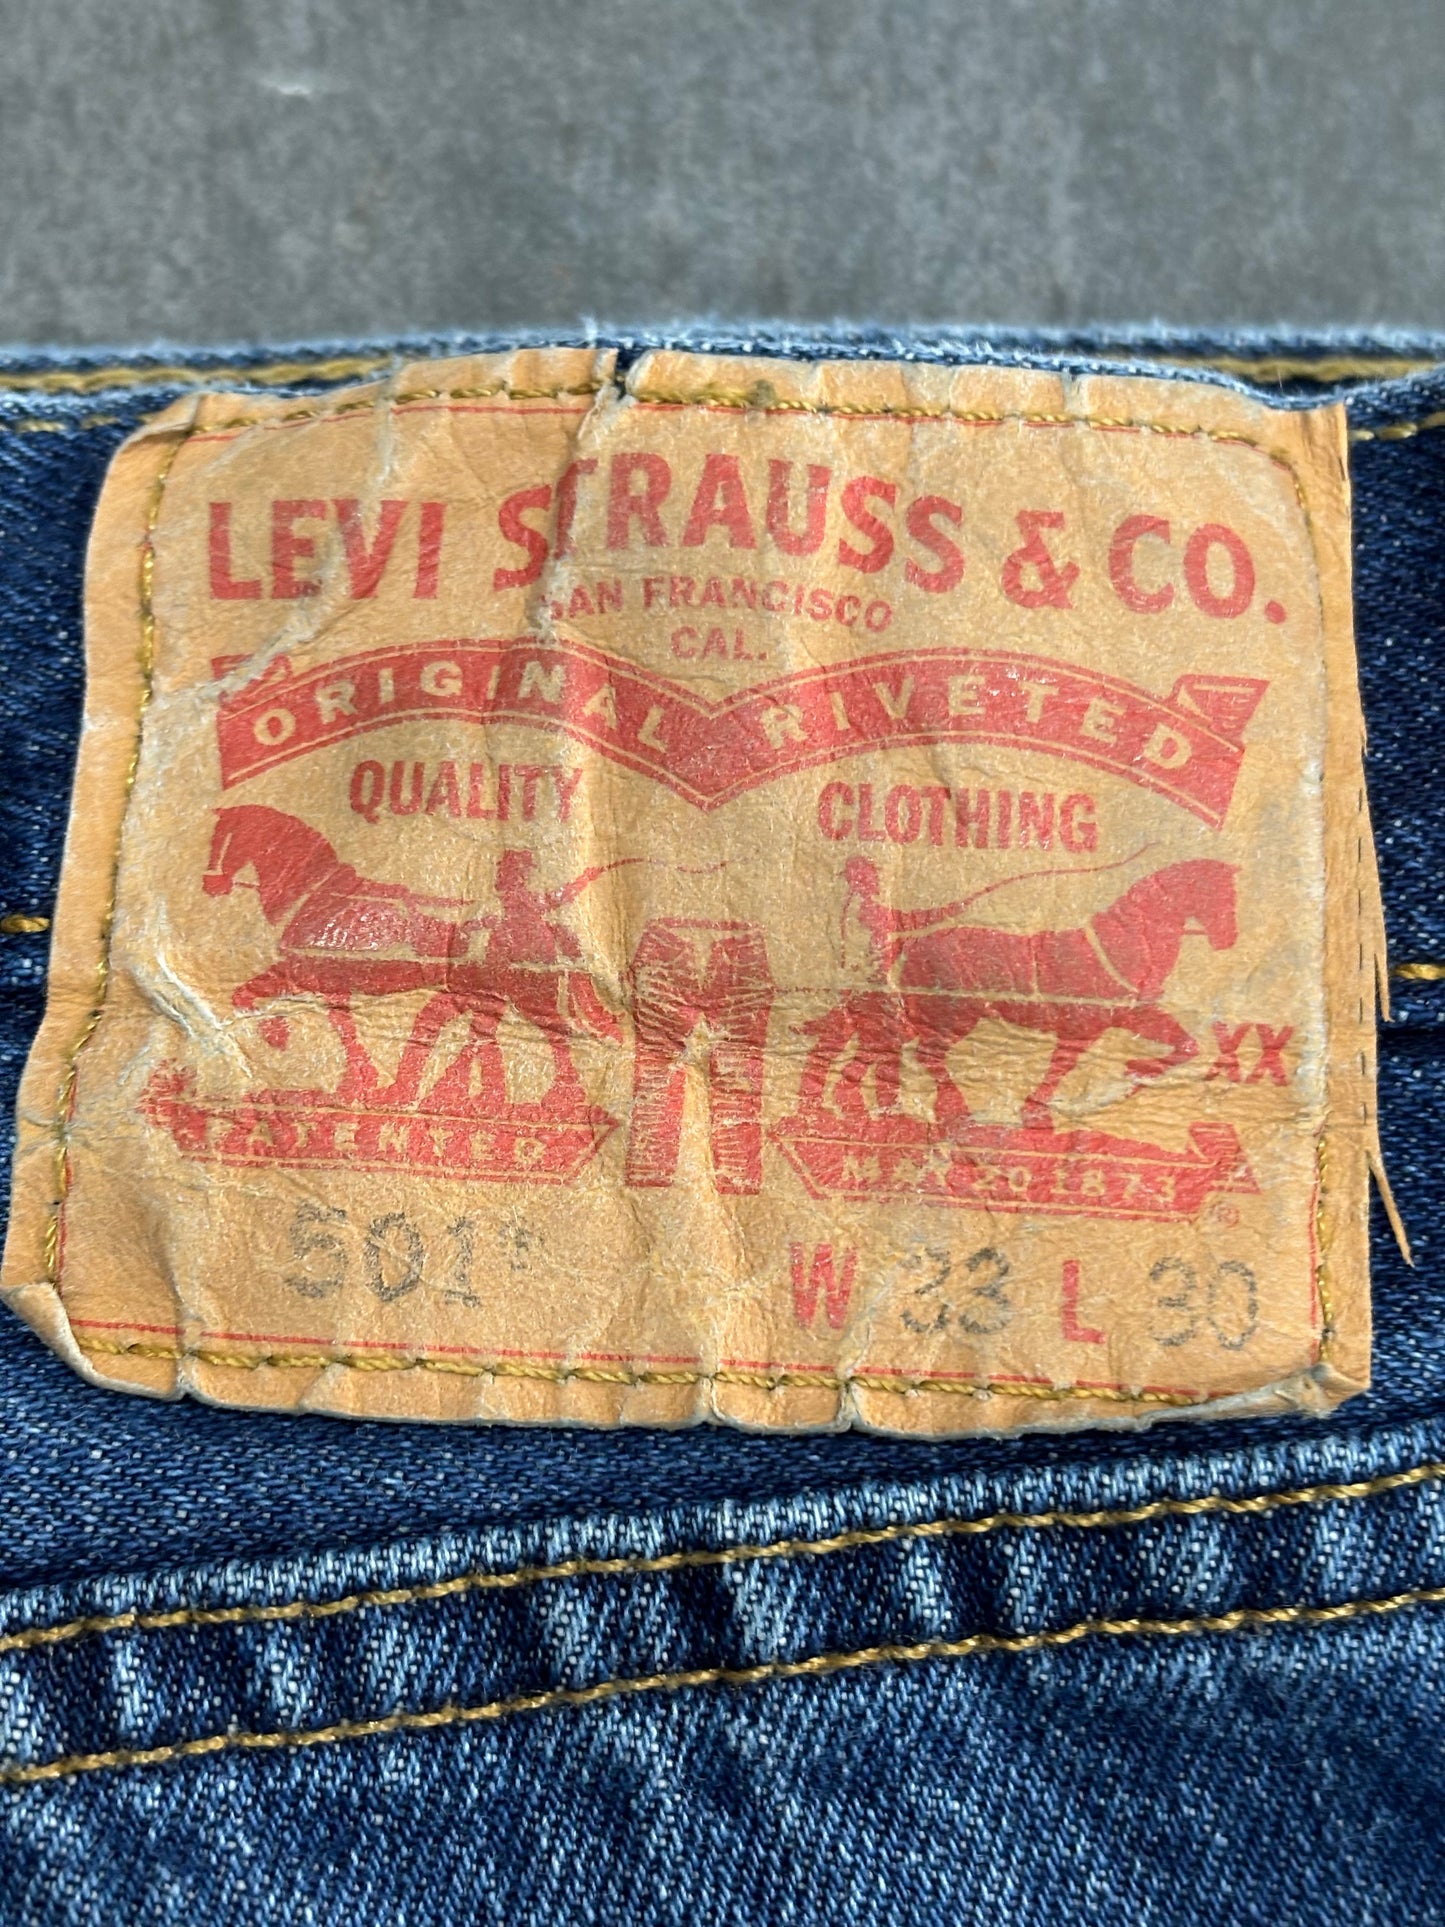 LEVI STRAUSS & CO.
SAN FRANCISCO
CAL.
ORIGINAL RIVETED
QUALITY CLOTHING
XX
PATENTED MAY 20 1873 ®
501® W 33 L 30